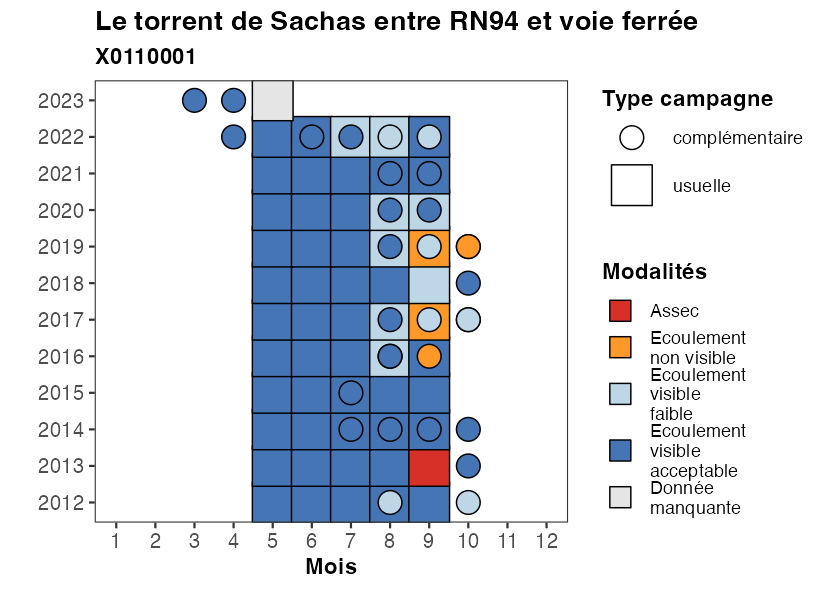 Le torrent de Sachas entre RN94 et voie ferrée
X0110001
2023
2022
2021
2020
2019
2018
2017
2016
2015
2014
2013
2012
1 2 3 4 5 6 7 8 9 10 11 12
Mois
Type campagne
complémentaire
usuelle
Modalités
Assec
Ecoulement
non visible
Ecoulement
visible
faible
Ecoulement
visible
acceptable
Donnée
manquante